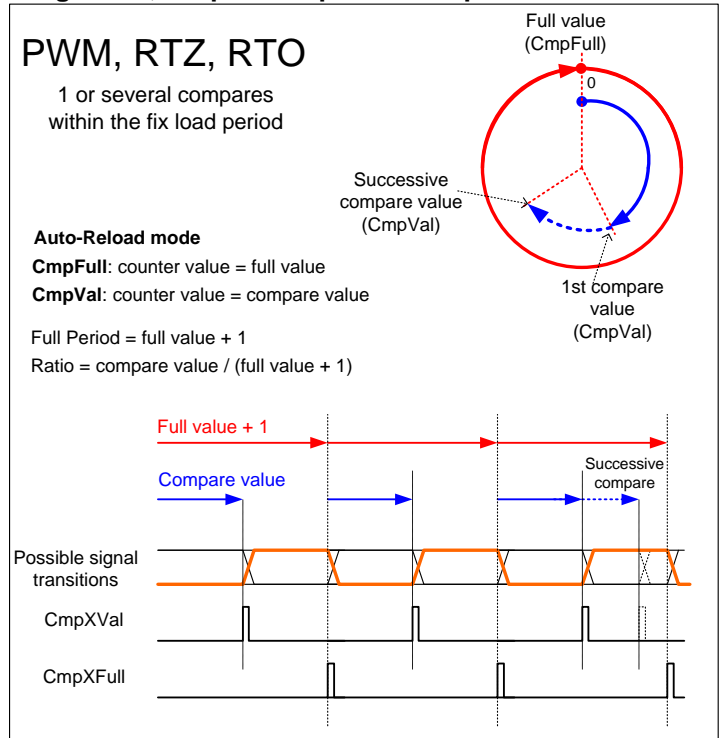 PWM, RTZ, RTO
1 or several compares
within the fix load period
Full value
(CmpFull)
0
Successive
compare value
(CmpVal)
1st compare
value
(CmpVal)
Auto-Reload mode
CmpFull: counter value = full value
CmpVal: counter value = compare value
Full Period = full value + 1
Ratio = compare value / (full value + 1)
Full value + 1
Compare value
Successive
compare
Possible signal
transitions
CmpXVal
CmpXFull